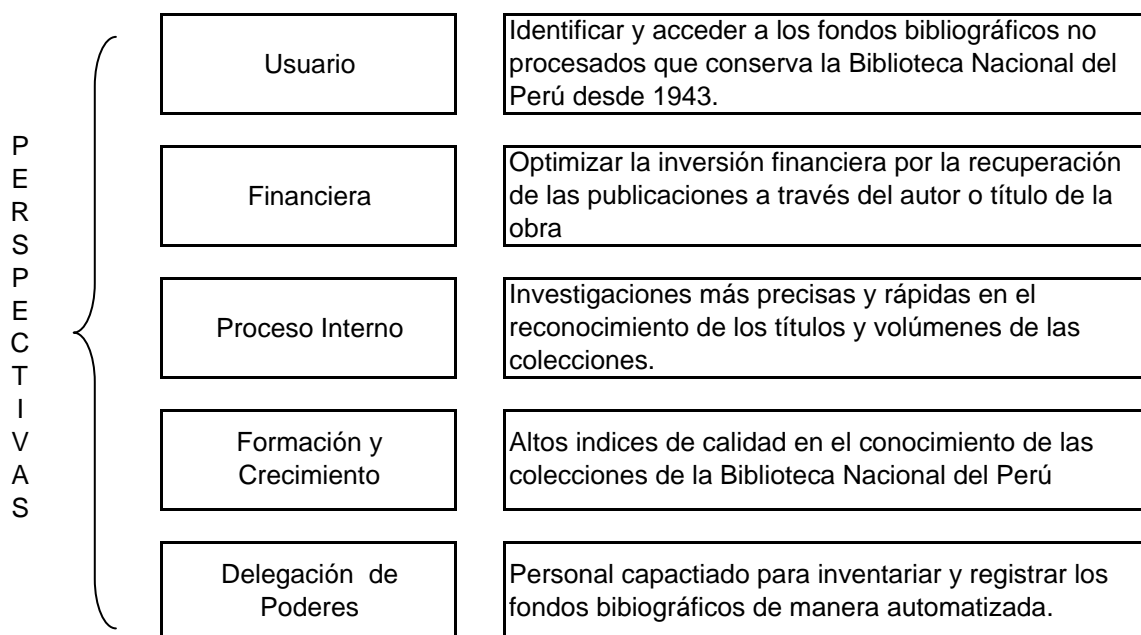 PERSPECTIVAS
Usuario
Identificar y acceder a los fondos bibliográficos no
procesados que conserva la Biblioteca Nacional del
Perú desde 1943.
Financiera
Optimizar la inversión financiera por la recuperación
de las publicaciones a través del autor o título de la
obra
Proceso Interno
Investigaciones más precisas y rápidas en el
reconocimiento de los títulos y volúmenes de las
colecciones.
Formación y
Crecimiento
Altos indices de calidad en el conocimiento de las
colecciones de la Biblioteca Nacional del Perú
Delegación de
Poderes
Personal capactiado para inventariar y registrar los
fondos bibiográficos de manera automatizada.